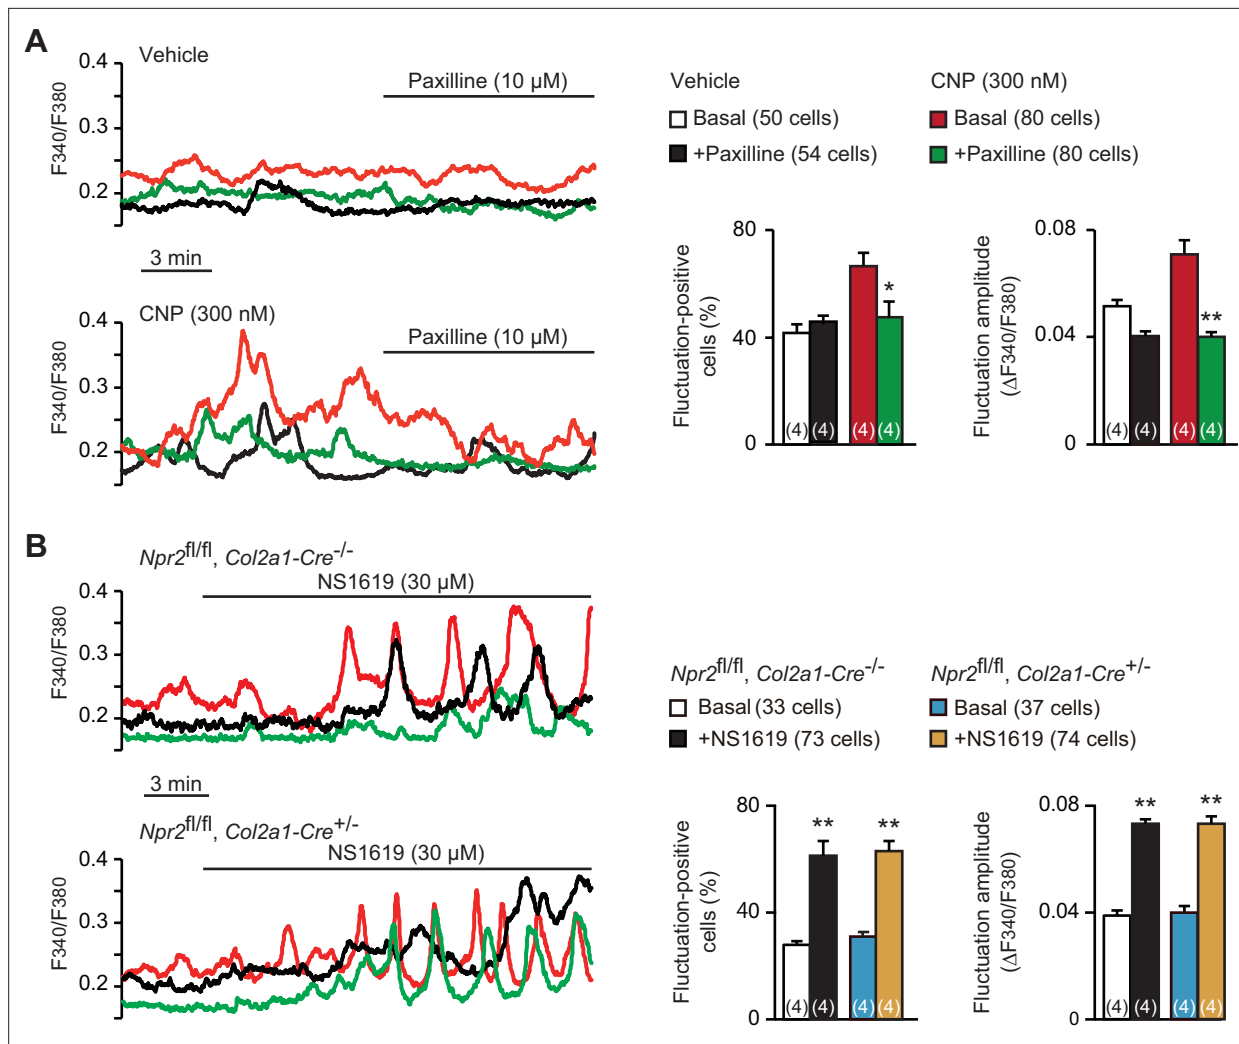 A
Vehicle
Paxilline (10 µM)
0.4
0.3
0.2
F340/F380
3 min
CNP (300 nM)
Paxilline (10 µM)
0.4
0.3
0.2
F340/F380
Vehicle
Basal (50 cells)
+Paxilline (54 cells)
CNP (300 nM)
Basal (80 cells)
+Paxilline (80 cells)
Fluctuation-positive
cells (%)
80
40
0
*
(4) (4) (4) (4)
Fluctuation amplitude
(ΔF340/F380)
0.08
0.04
0
**
(4) (4) (4) (4)
B
Npr2fl/fl, Col2a1-Cre-/-
NS1619 (30 µM)
0.4
0.3
0.2
F340/F380
3 min
Npr2fl/fl, Col2a1-Cre+/-
NS1619 (30 µM)
0.4
0.3
0.2
F340/F380
Npr2fl/fl, Col2a1-Cre-/-
Basal (33 cells)
+NS1619 (73 cells)
Npr2fl/fl, Col2a1-Cre+/-
Basal (37 cells)
+NS1619 (74 cells)
Fluctuation-positive
cells (%)
80
40
0
** **
(4) (4) (4) (4)
Fluctuation amplitude
(ΔF340/F380)
0.08
0.04
0
** **
(4) (4) (4) (4)